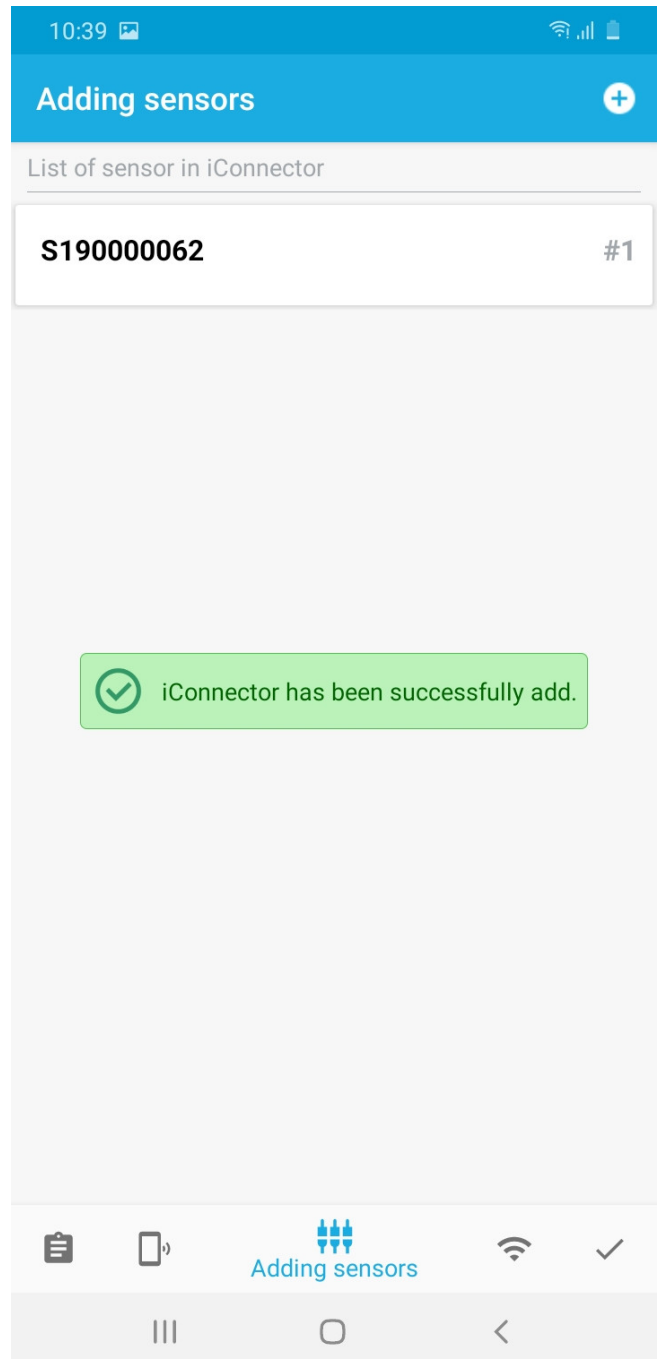 10:39
Adding sensors
List of sensor in iConnector
S190000062 #1
iConnector has been successfully add.
Adding sensors